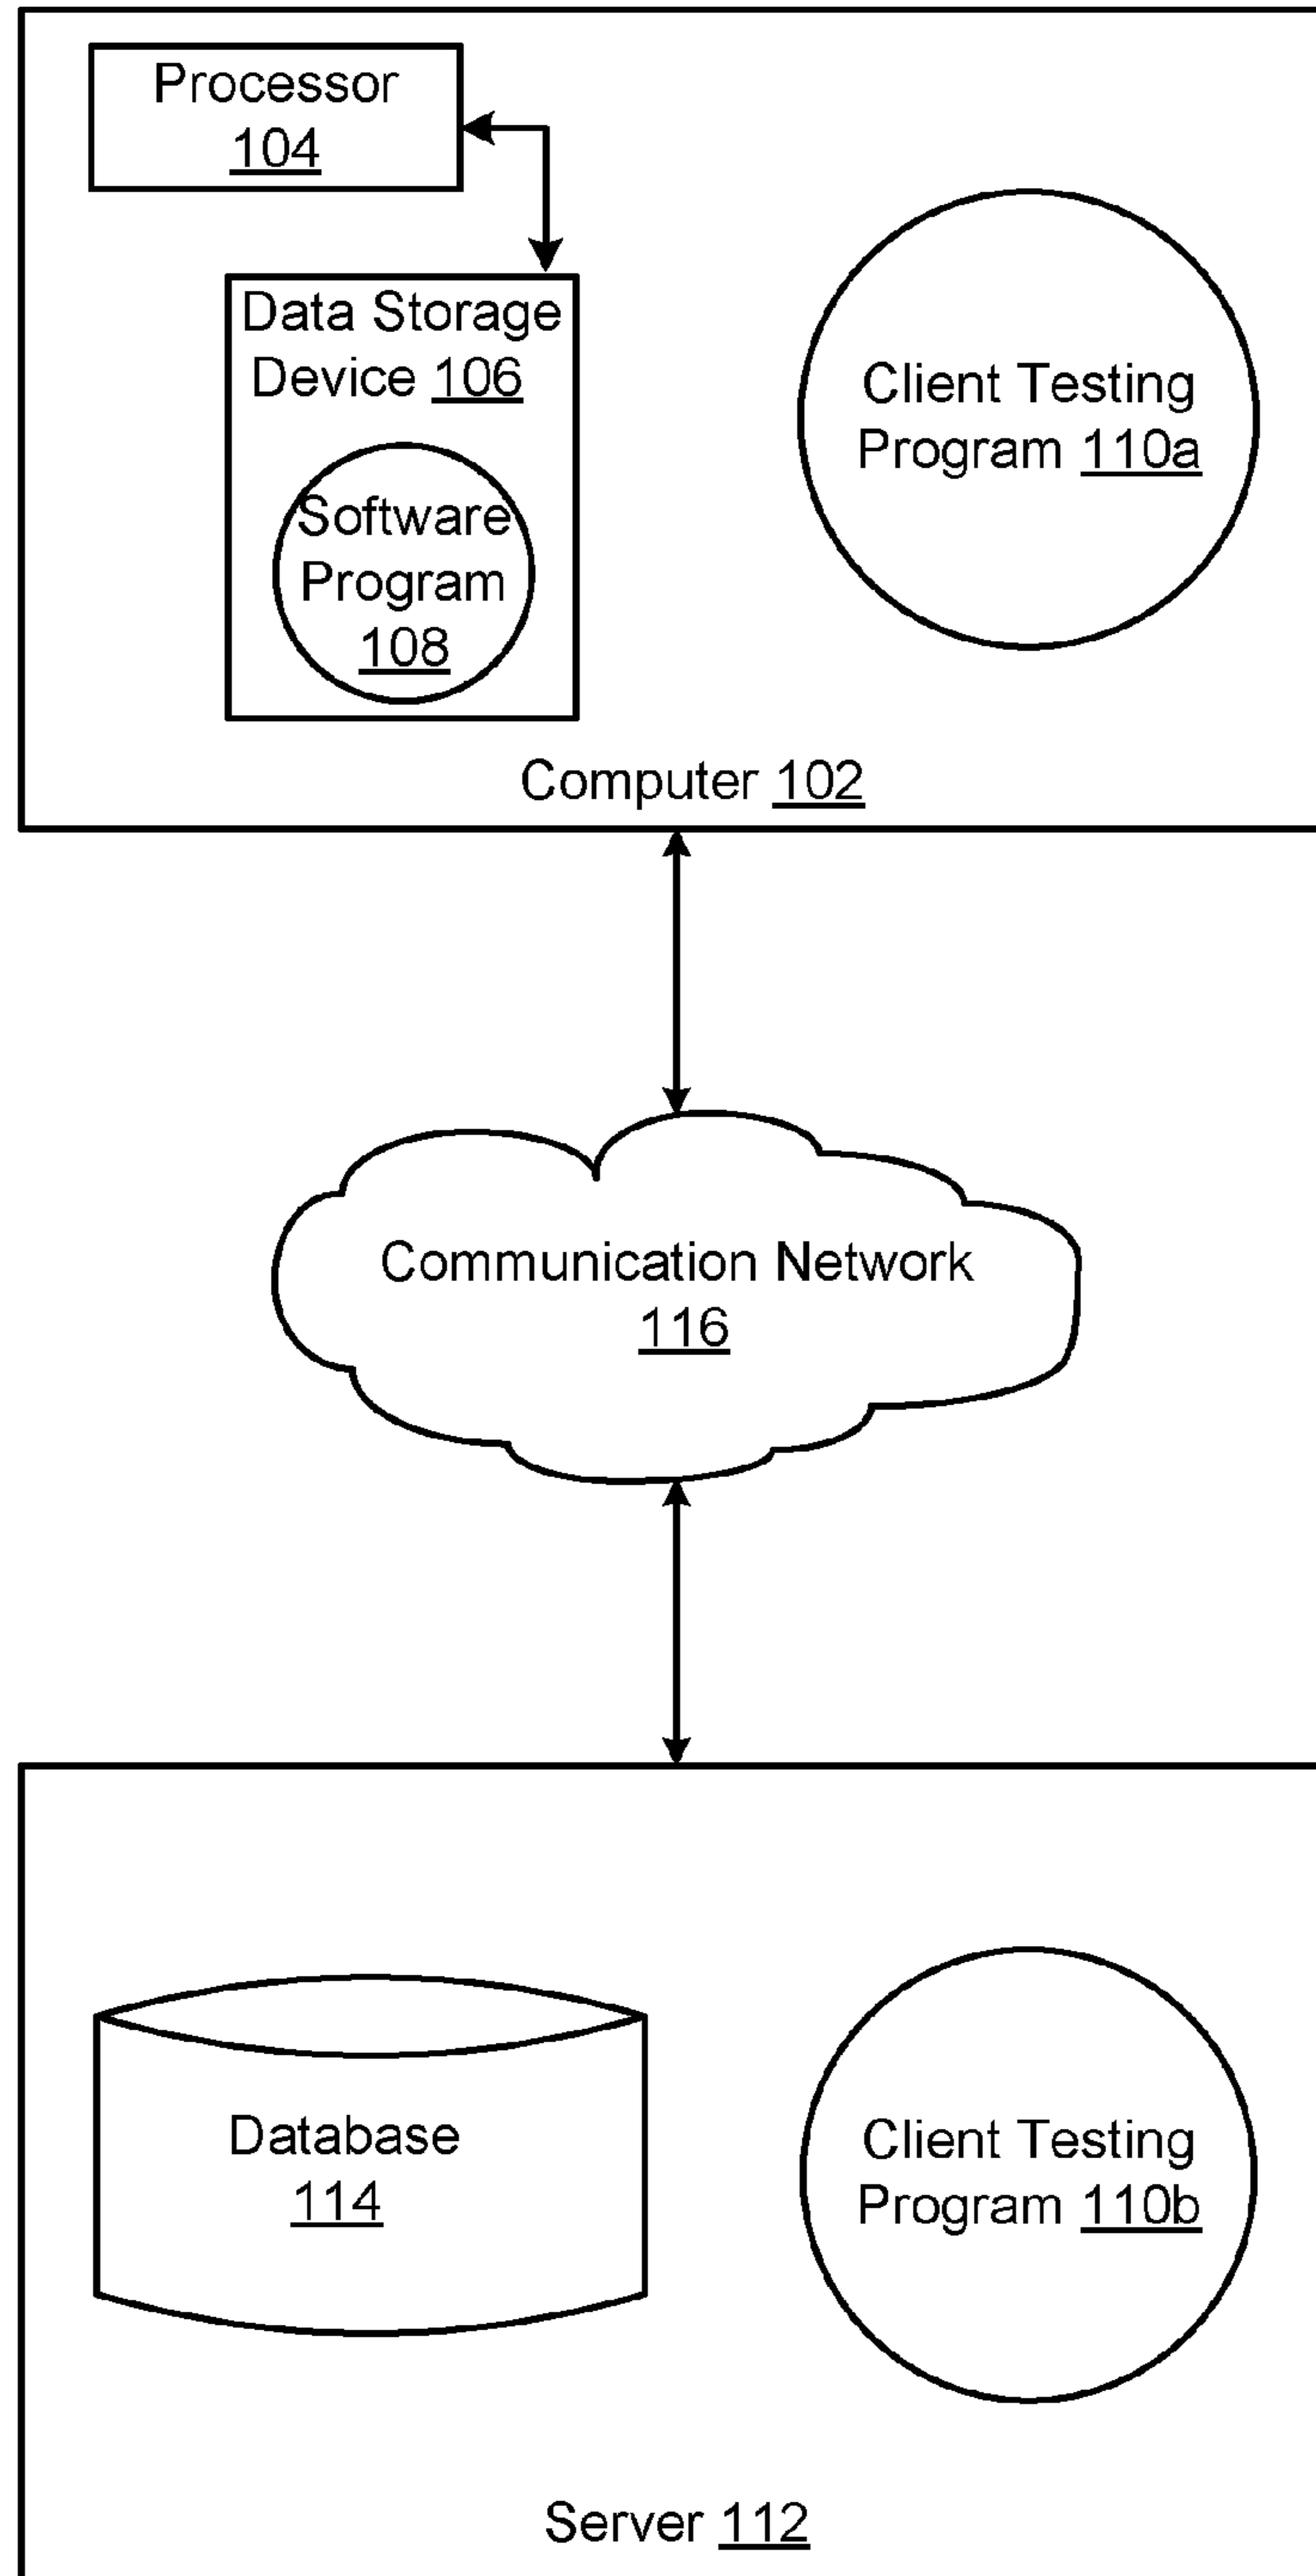 Processor
104
Data Storage
Device 106
Software
Program
108
Client Testing
Program 110a
Computer 102
Communication Network
116
Database
114
Client Testing
Program 110b
Server 112